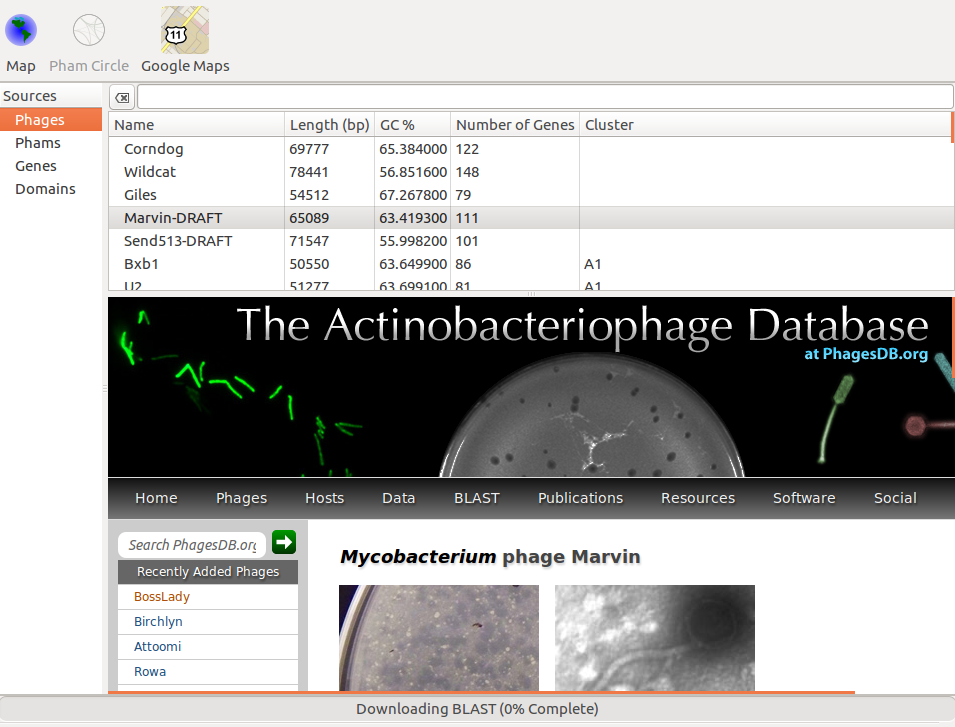 11
Map Pham Circle Google Maps
Sources
Phages
Phams
Genes
Domains
Name Length (bp) GC % Number of Genes Cluster
Corndog 69777 65.384000 122
Wildcat 78441 56.851600 148
Giles 54512 67.267800 79
Marvin-DRAFT 65089 63.419300 111
Send513-DRAFT 71547 55.998200 101
Bxb1 50550 63.649900 86 A1
U2 51277 63.699100 81 A1
The Actinobacteriophage Database
at PhagesDB.org
Home Phages Hosts Data BLAST Publications Resources Software Social
Search PhagesDB.org
Recently Added Phages
BossLady
Birchlyn
Attoomi
Rowa
Mycobacterium phage Marvin
Downloading BLAST (0% Complete)